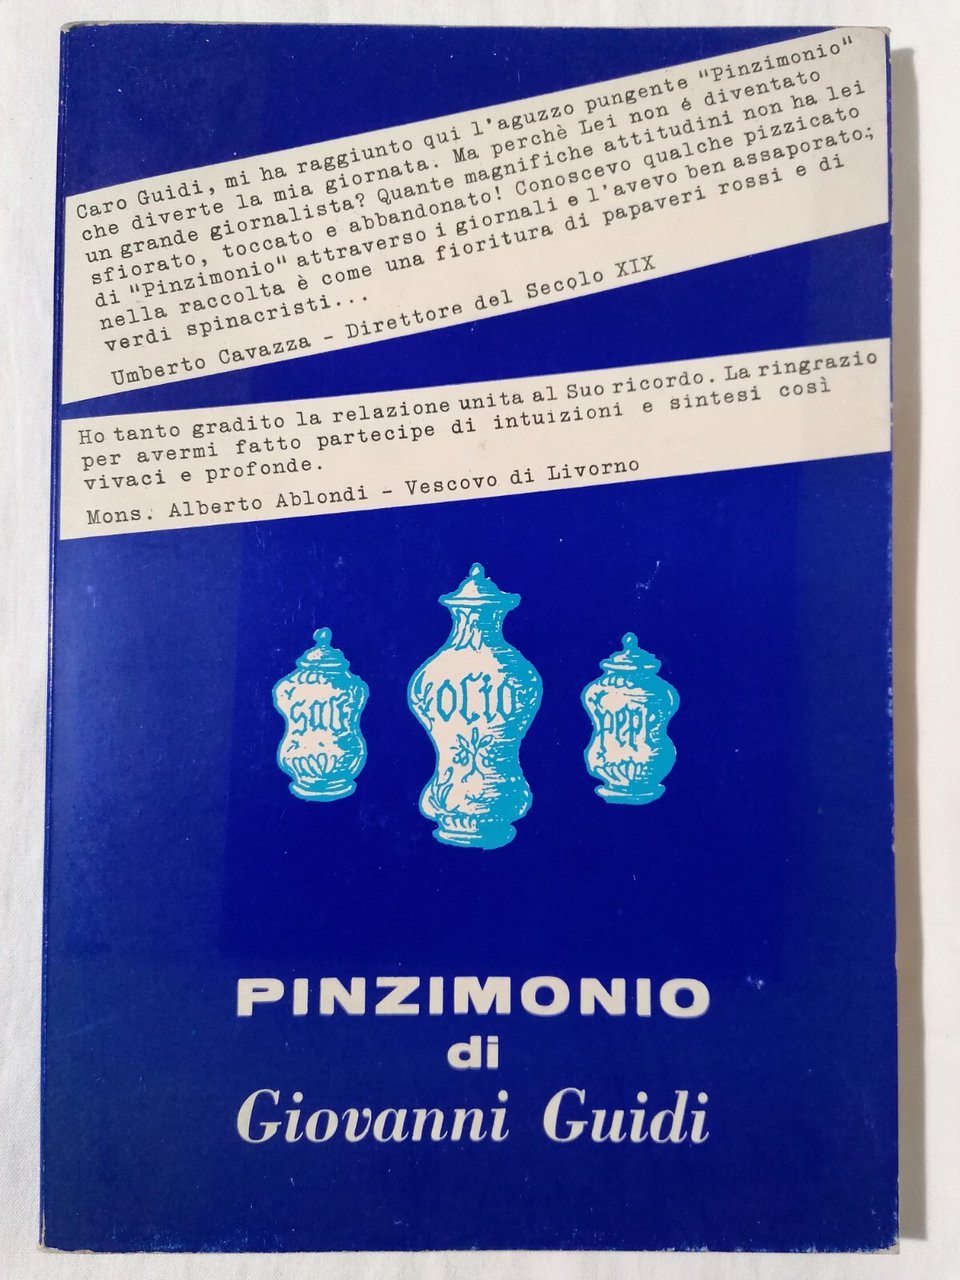 Caro Guidi, mi ha raggiunto qui l'aguzzo pungente "Pinzimonio"
che diverte la mia giornata. Ma perchè Lei non é diventato
un grande giornalista? Quante magnifiche attitudini non ha lei
sfiorato, toccato e abbandonato! Conoscevo qualche pizzicato
di "Pinzimonio" attraverso i giornali e l'avevo ben assaporato;
nella raccolta è come una fioritura di papaveri rossi e di
verdi spinacristi...
Umberto Cavazza - Direttore del Secolo XIX
Ho tanto gradito la relazione unita al Suo ricordo. La ringrazio
per avermi fatto partecipe di intuizioni e sintesi così
vivaci e profonde.
Mons. Alberto Ablondi - Vescovo di Livorno
sale
olio
pepe
PINZIMONIO
di
Giovanni Guidi